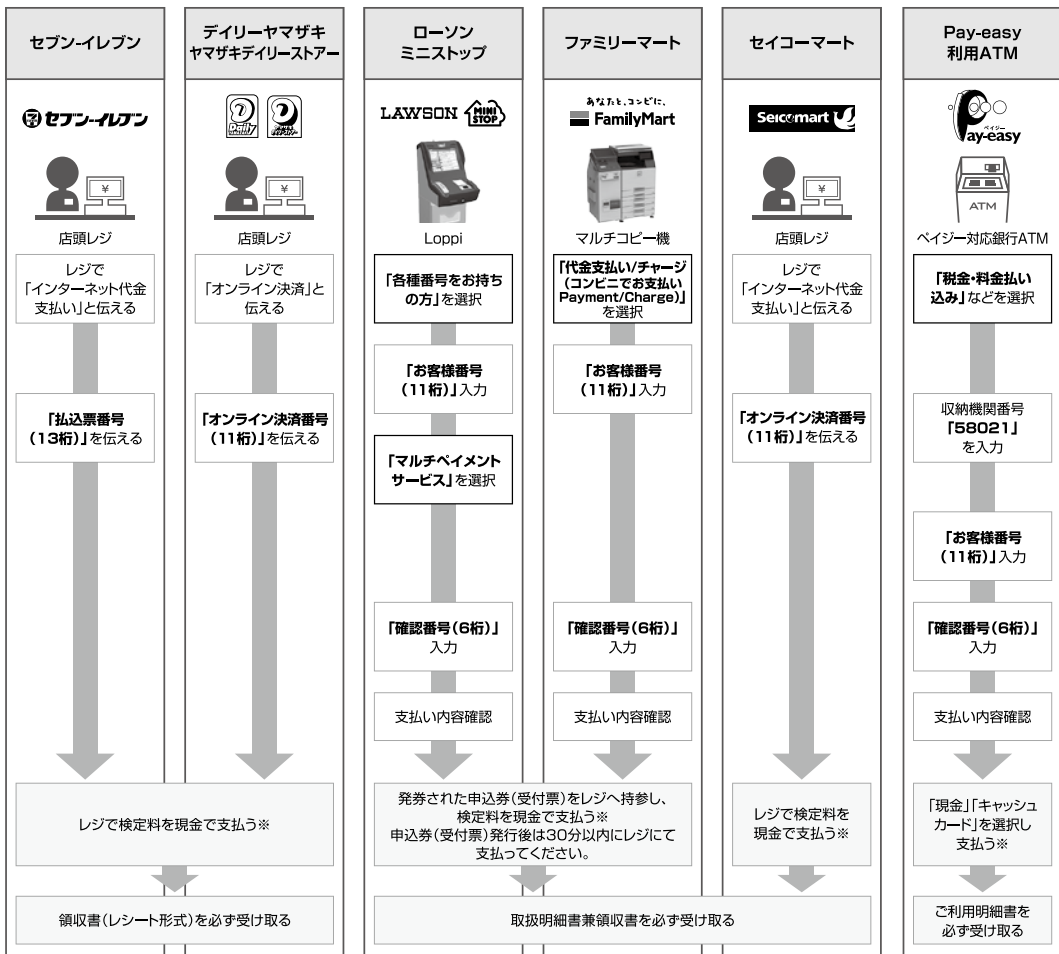 セブン-イレブン
セブン-イレブン
¥
店頭レジ
レジで
「インターネット代金
支払い」と伝える
「払込票番号
(13桁)」を伝える
デイリーヤマザキ
ヤマザキデイリーストアー
Daily
¥
店頭レジ
レジで
「オンライン決済」と
伝える
「オンライン決済番号
(11桁)」を伝える
レジで検定料を現金で支払う※
領収書(レシート形式)を必ず受け取る
ローソン
ミニストップ
LAWSON
MINI
STOP
Loppi
「各種番号をお持ち
の方」を選択
「お客様番号
(11桁)」入力
「マルチペイメント
サービス」を選択
「確認番号(6桁)」
入力
支払い内容確認
ファミリーマート
あなたと、コンビに、
FamilyMart
マルチコピー機
「代金支払い/チャージ
(コンビニでお支払い
Payment/Charge)」
を選択
「お客様番号
(11桁)」入力
「確認番号(6桁)」
入力
支払い内容確認
発券された申込券(受付票)をレジへ持参し、
検定料を現金で支払う※
申込券(受付票)発行後は30分以内にレジにて
支払ってください。
セイコーマート
Seicomart
¥
店頭レジ
レジで
「インターネット代金
支払い」と伝える
「オンライン決済番号
(11桁)」を伝える
レジで検定料を
現金で支払う※
取扱明細書兼領収書を必ず受け取る
Pay-easy
利用ATM
ペイジー
Pay-easy
ATM
ペイジー対応銀行ATM
「税金・料金払い
込み」などを選択
収納機関番号
「58021」
を入力
「お客様番号
(11桁)」入力
「確認番号(6桁)」
入力
支払い内容確認
「現金」「キャッシュ
カード」を選択し
支払う※
ご利用明細書を
必ず受け取る